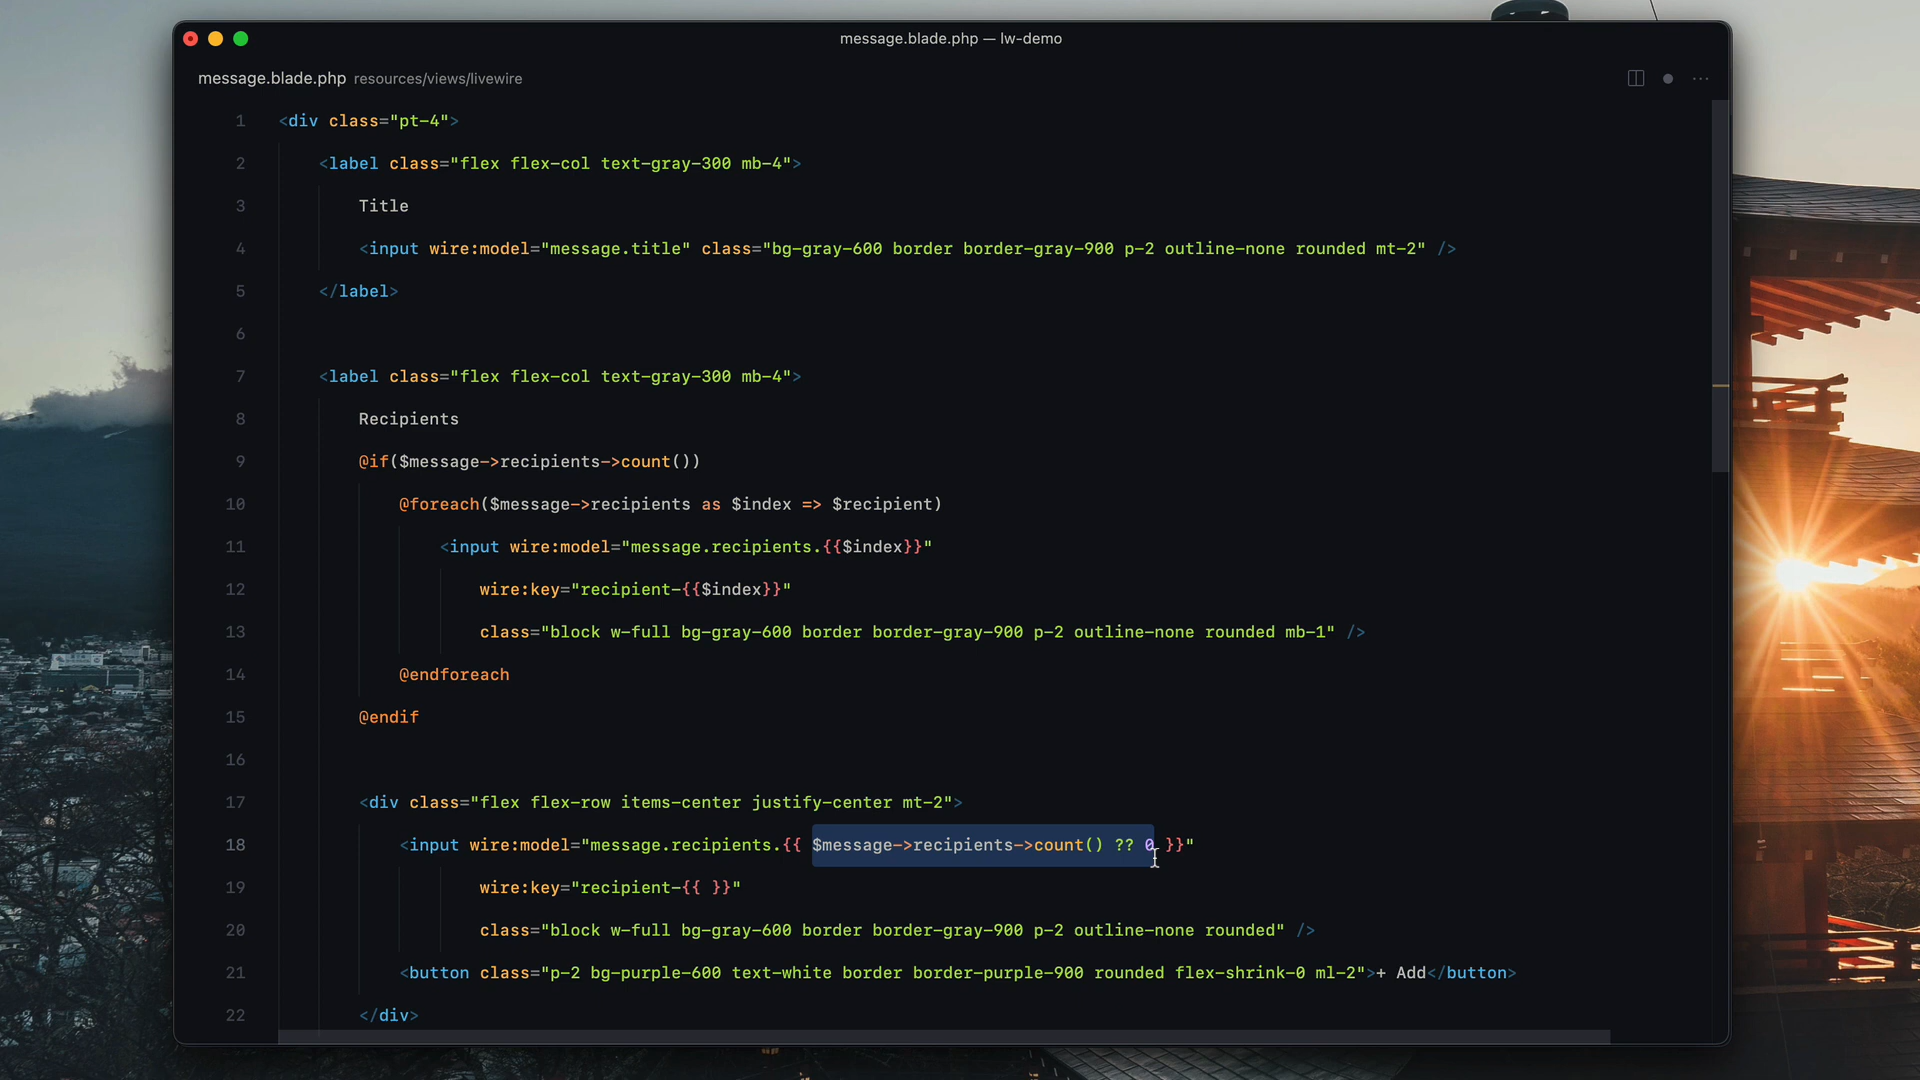 message.blade.php — lw-demo
message.blade.php resources/views/livewire
1 <div class="pt-4">
2 <label class="flex flex-col text-gray-300 mb-4">
3 Title
4 <input wire:model="message.title" class="bg-gray-600 border border-gray-900 p-2 outline-none rounded mt-2" />
5 </label>
6
7 <label class="flex flex-col text-gray-300 mb-4">
8 Recipients
9 @if($message->recipients->count())
10 @foreach($message->recipients as $index => $recipient)
11 <input wire:model="message.recipients.{{$index}}"
12 wire:key="recipient-{{$index}}"
13 class="block w-full bg-gray-600 border border-gray-900 p-2 outline-none rounded mb-1" />
14 @endforeach
15 @endif
16
17 <div class="flex flex-row items-center justify-center mt-2">
18 <input wire:model="message.recipients.{{ $message->recipients->count() ?? 0 }}"
19 wire:key="recipient-{{ }}"
20 class="block w-full bg-gray-600 border border-gray-900 p-2 outline-none rounded" />
21 <button class="p-2 bg-purple-600 text-white border border-purple-900 rounded flex-shrink-0 ml-2">+ Add</button>
22 </div>